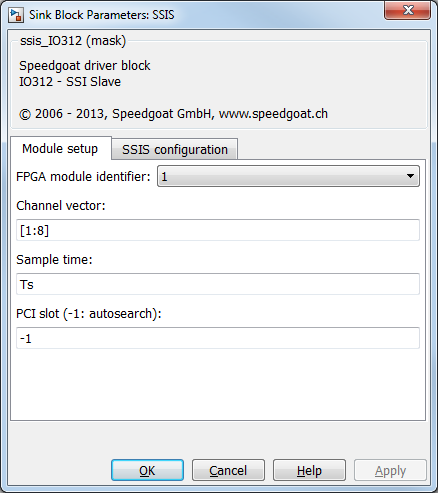 Sink Block Parameters: SSIS
ssis_IO312 (mask)
Speedgoat driver block
IO312 - SSI Slave
© 2006 - 2013, Speedgoat GmbH, www.speedgoat.ch
Module setup SSIS configuration
FPGA module identifier: 1
Channel vector:
[1:8]
Sample time:
Ts
PCI slot (-1: autosearch):
-1
OK Cancel Help Apply